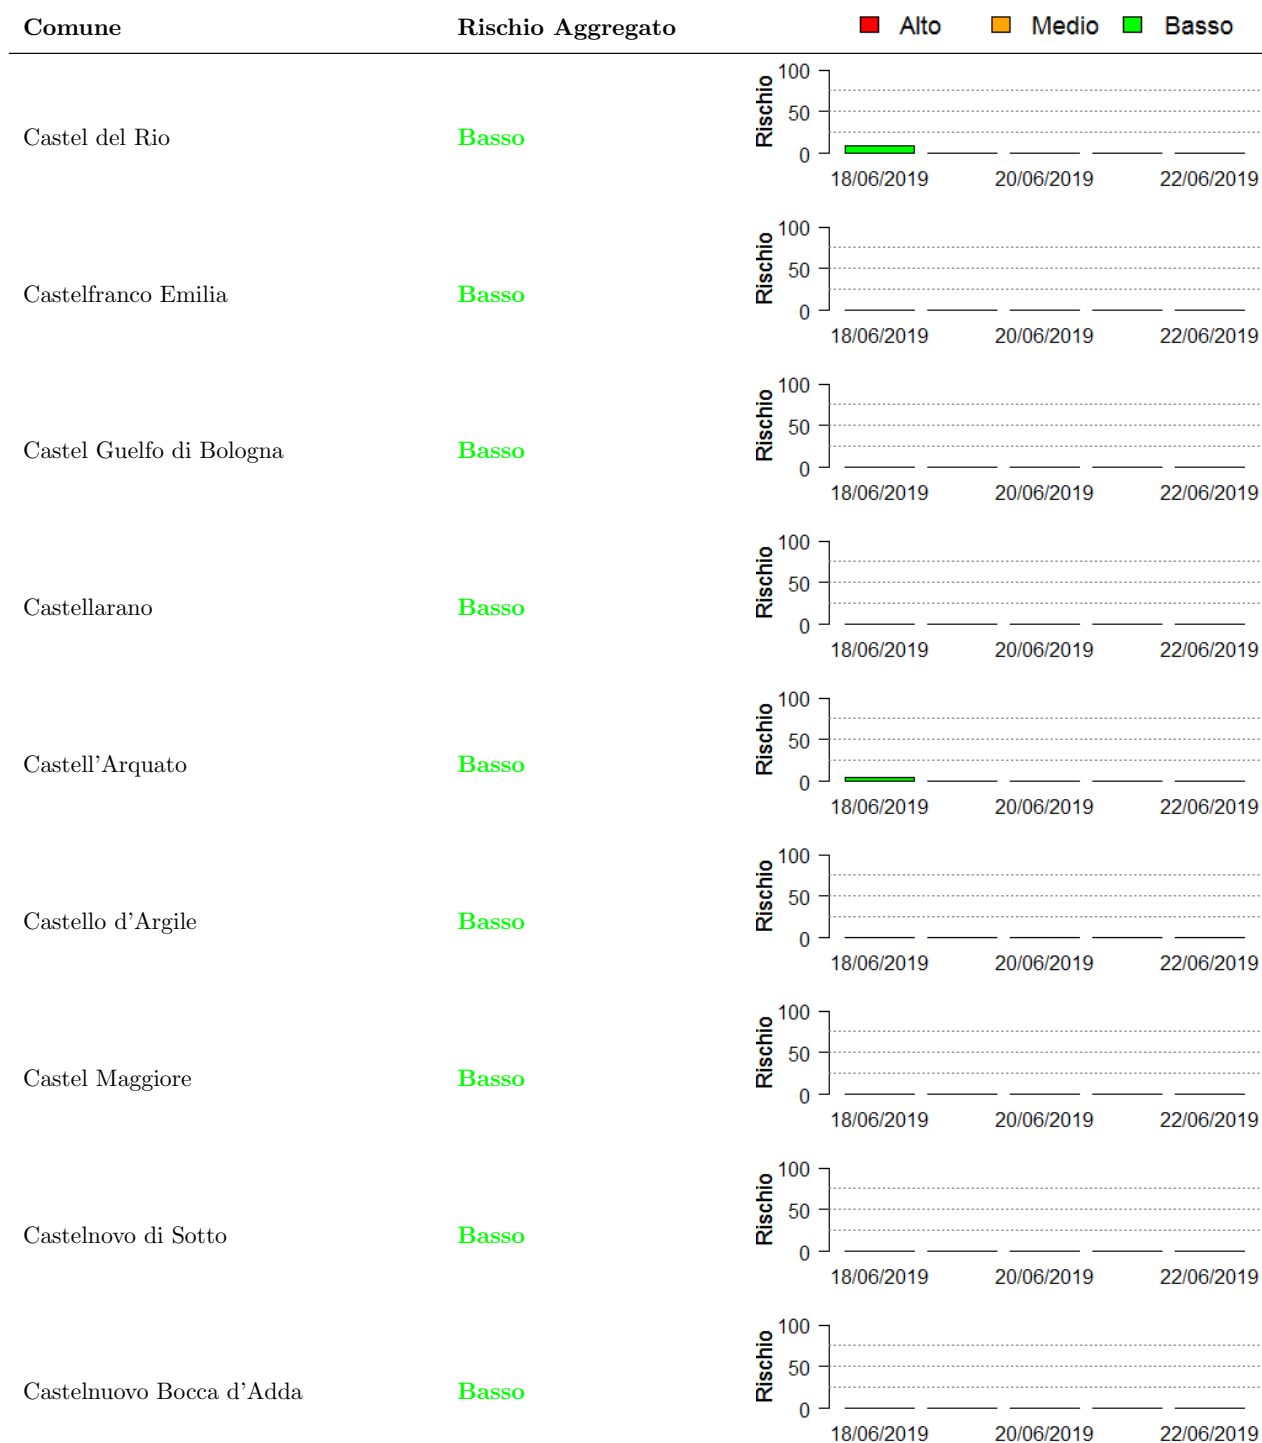 Comune Rischio Aggregato Alto Medio Basso
100
50
0
Rischio
Castel del Rio Basso
18/06/2019 20/06/2019 22/06/2019
100
50
0
Rischio
Castelfranco Emilia Basso
18/06/2019 20/06/2019 22/06/2019
100
50
0
Rischio
Castel Guelfo di Bologna Basso
18/06/2019 20/06/2019 22/06/2019
100
50
0
Rischio
Castellarano Basso
18/06/2019 20/06/2019 22/06/2019
100
50
0
Rischio
Castell'Arquato Basso
18/06/2019 20/06/2019 22/06/2019
100
50
0
Rischio
Castello d'Argile Basso
18/06/2019 20/06/2019 22/06/2019
100
50
0
Rischio
Castel Maggiore Basso
18/06/2019 20/06/2019 22/06/2019
100
50
0
Rischio
Castelnovo di Sotto Basso
18/06/2019 20/06/2019 22/06/2019
100
50
0
Rischio
Castelnuovo Bocca d'Adda Basso
18/06/2019 20/06/2019 22/06/2019